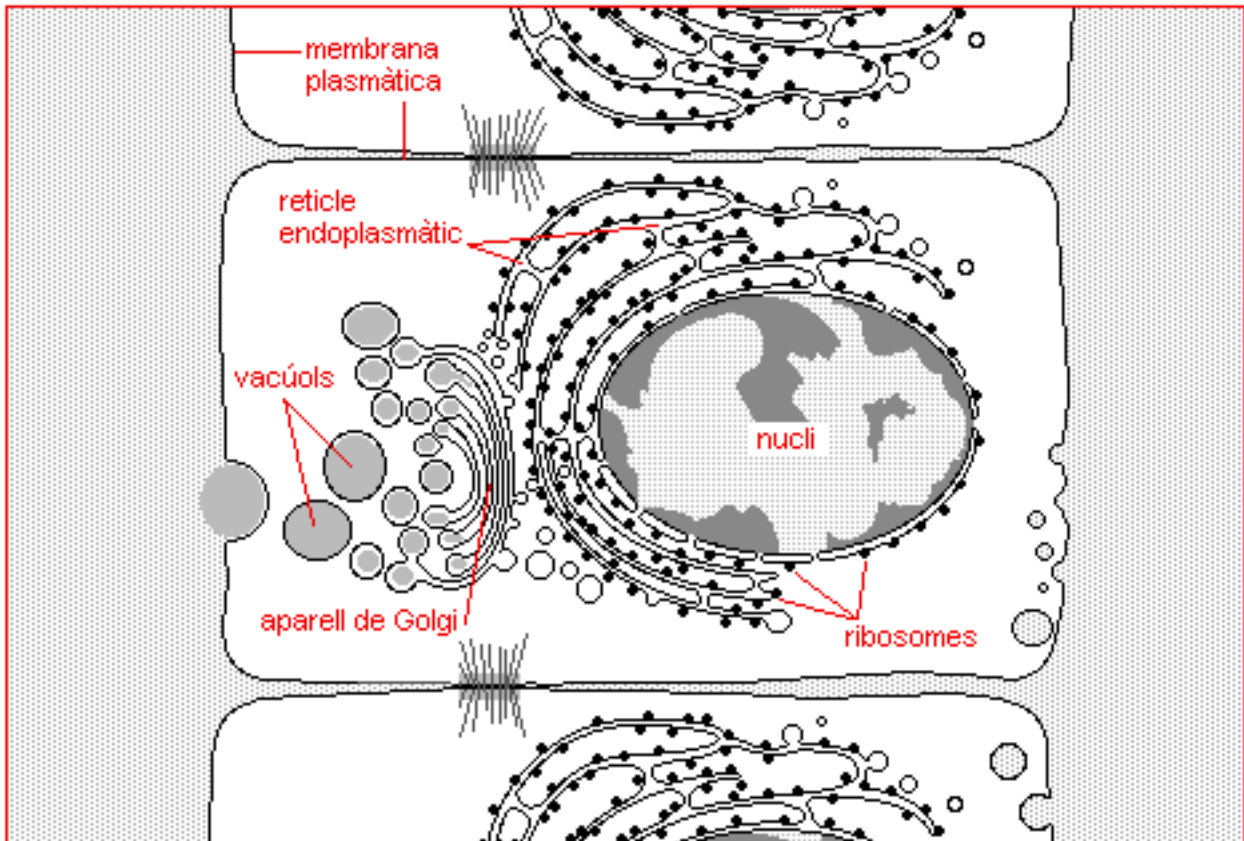 membrana
plasmàtica
reticle
endoplasmàtic
vacúols
nucli
aparell de Golgi
ribosomes